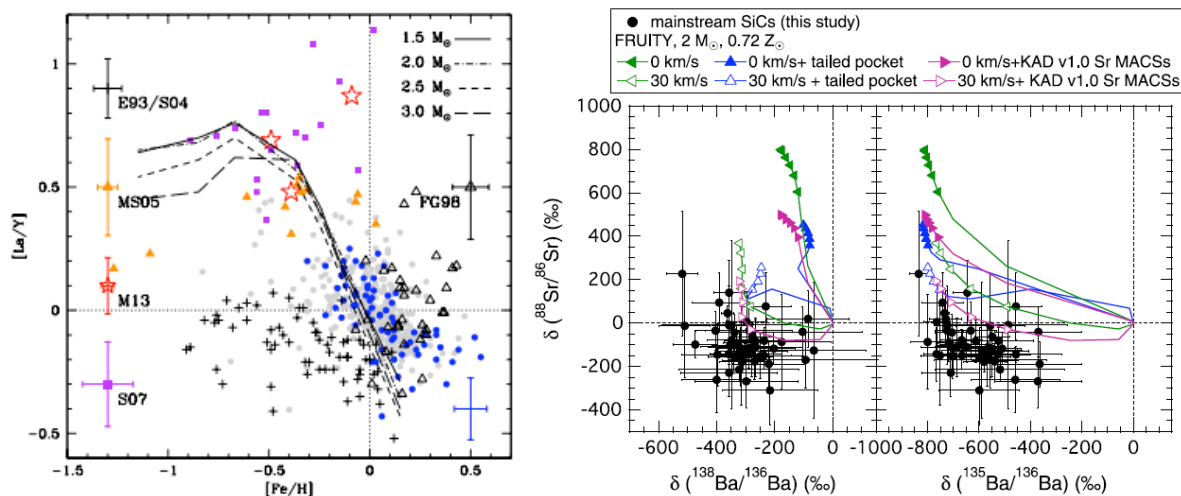 1.5 M⊙
2.0 M⊙
2.5 M⊙
3.0 M⊙
E93/S04
MS05
FG98
M13
S07
1
0.5
0
-0.5
-1.5
-1
-0.5
0
0.5
[La/Y]
[Fe/H]
mainstream SiCs (this study)
FRUITY, 2 M⊙, 0.72 Z⊙
0 km/s
0 km/s+ tailed pocket
0 km/s+KAD v1.0 Sr MACSs
30 km/s
30 km/s + tailed pocket
30 km/s+ KAD v1.0 Sr MACSs
1000
800
600
400
200
0
-200
-400
δ (⁸⁸Sr/⁸⁶Sr) (‰)
-600
-400
-200
0
-800
-600
-400
-200
0
δ (¹³⁸Ba/¹³⁶Ba) (‰)
δ (¹³⁵Ba/¹³⁶Ba) (‰)